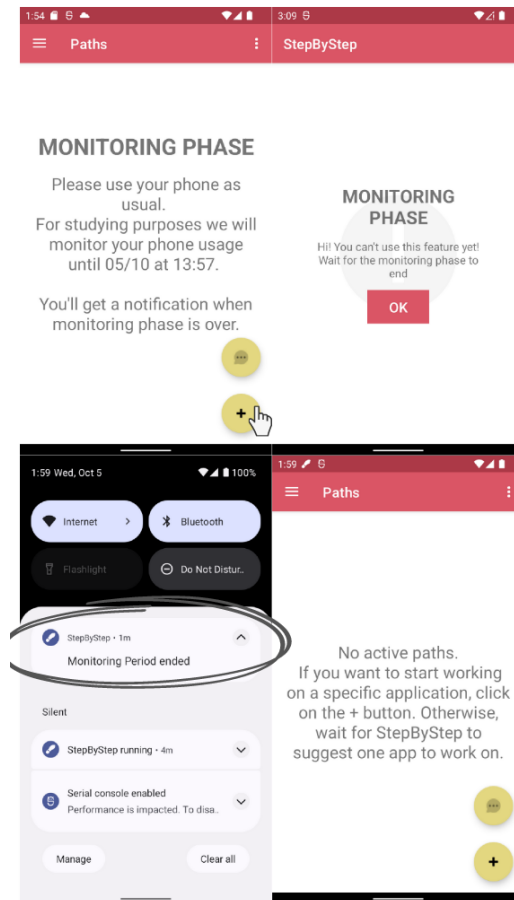 1:54
Paths
MONITORING PHASE
Please use your phone as
usual.
For studying purposes we will
monitor your phone usage
until 05/10 at 13:57.
You'll get a notification when
monitoring phase is over.
+
3:09
StepByStep
MONITORING
PHASE
Hi! You can't use this feature yet!
Wait for the monitoring phase to
end
OK
1:59 Wed, Oct 5
100%
Internet
Bluetooth
Flashlight
Do Not Distur..
StepByStep • 1m
Monitoring Period ended
Silent
StepByStep running • 4m
Serial console enabled
Performance is impacted. To disa..
Manage
Clear all
1:59
Paths
No active paths.
If you want to start working
on a specific application, click
on the + button. Otherwise,
wait for StepByStep to
suggest one app to work on.
+